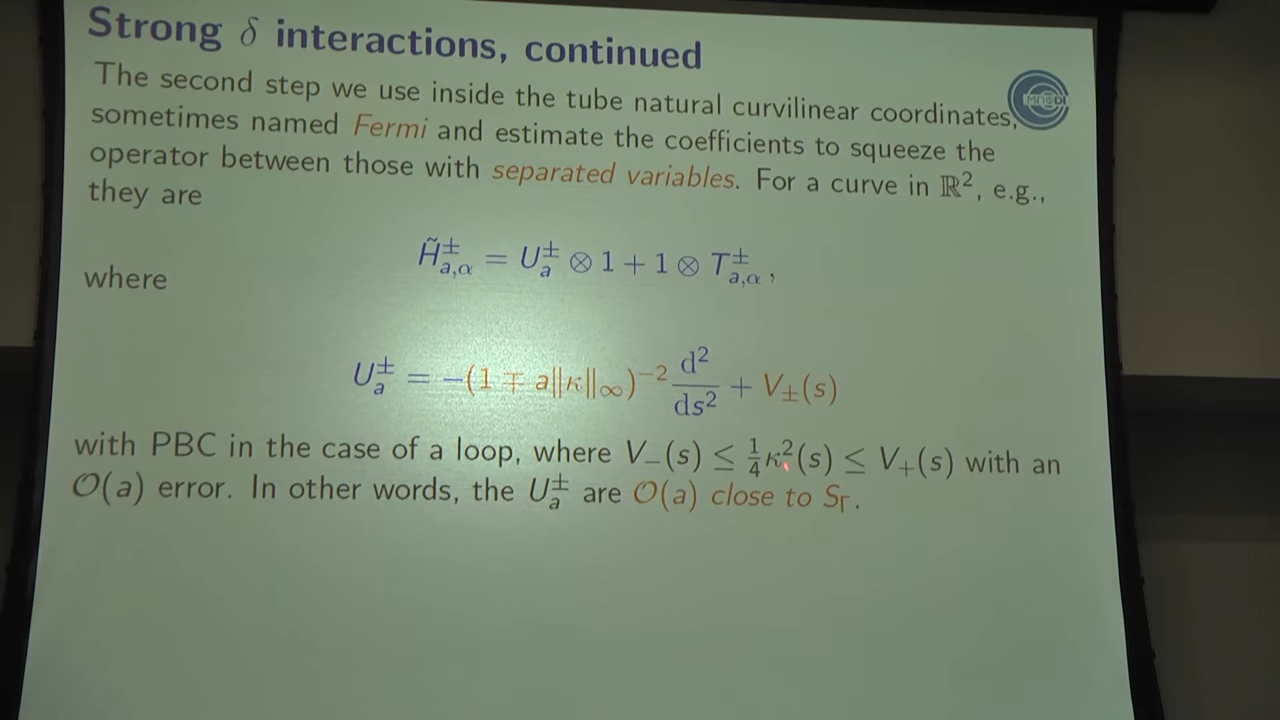 Strong δ interactions, continued
The second step we use inside the tube natural curvilinear coordinates,
sometimes named Fermi and estimate the coefficients to squeeze the
operator between those with separated variables. For a curve in ℝ², e.g.,
they are
H̃±a,α = U±a ⊗ 1 + 1 ⊗ T±a,α ,
where
U±a = −(1 ∓ a‖κ‖∞)⁻² d²/ds² + V±(s)
with PBC in the case of a loop, where V₋(s) ≤ ¼κ²(s) ≤ V₊(s) with an
𝒪(a) error. In other words, the U±a are 𝒪(a) close to SΓ.